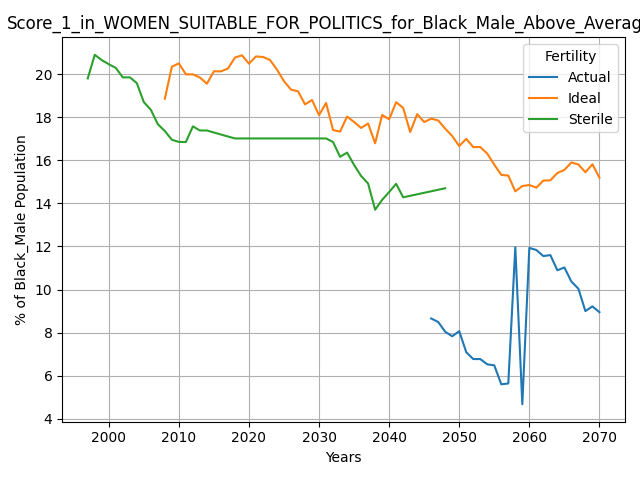 Score_1_in_WOMEN_SUITABLE_FOR_POLITICS_for_Black_Male_Above_Averag
Fertility
Actual
Ideal
Sterile
% of Black_Male Population
20
18
16
14
12
10
8
6
4
2000 2010 2020 2030 2040 2050 2060 2070
Years